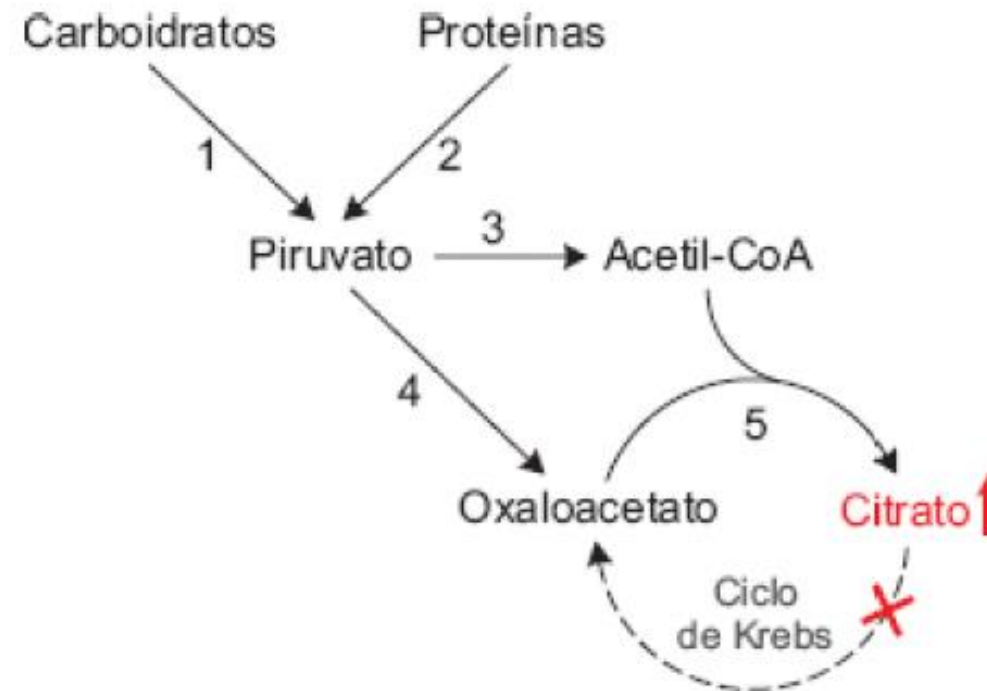 Carboidratos
Proteínas
1
2
Piruvato
3
Acetil-CoA
4
5
Oxaloacetato
Citrato
Ciclo
de Krebs